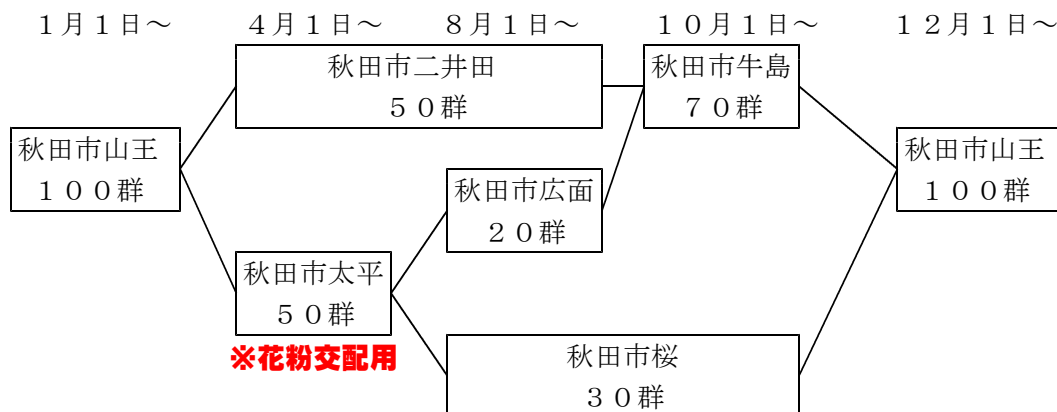 １月１日～　４月１日～　８月１日～　１０月１日～　１２月１日～
秋田市二井田
５０群
秋田市牛島
７０群
秋田市山王
１００群
秋田市山王
１００群
秋田市広面
２０群
秋田市太平
５０群
※花粉交配用
秋田市桜
３０群